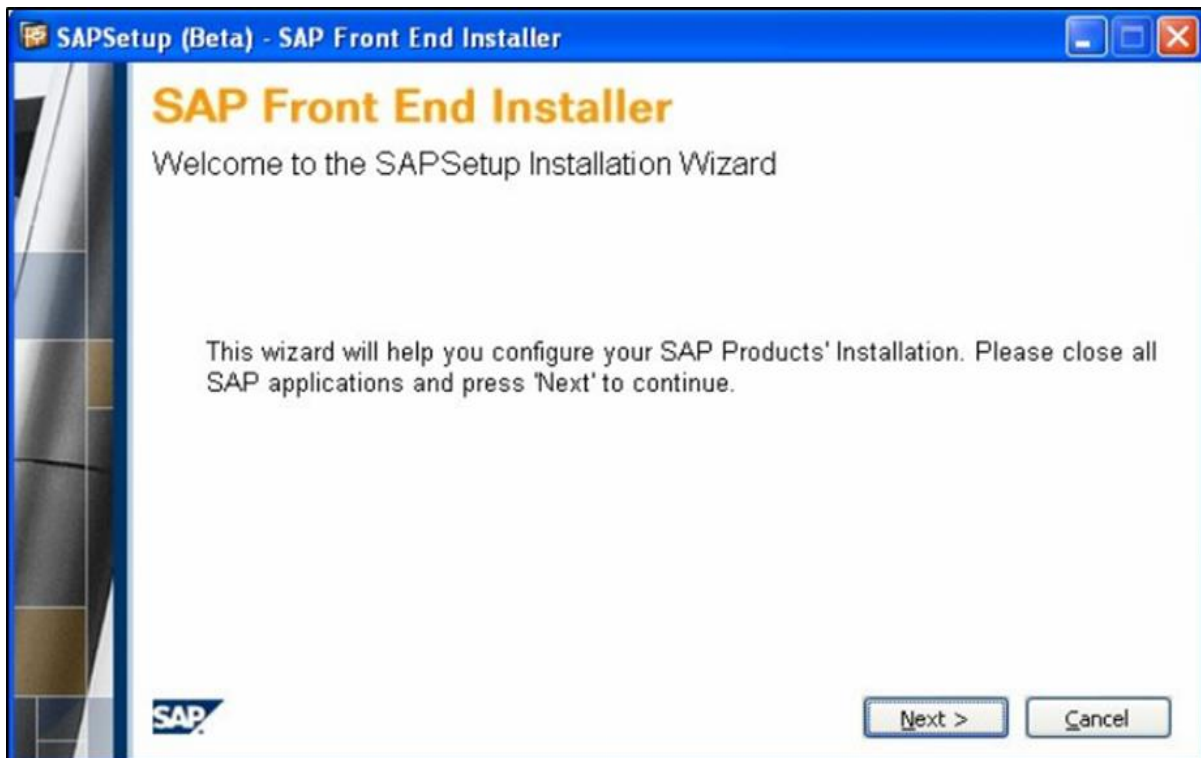 SAPSetup (Beta) - SAP Front End Installer
SAP Front End Installer
Welcome to the SAPSetup Installation Wizard
This wizard will help you configure your SAP Products' Installation. Please close all
SAP applications and press 'Next' to continue.
SAP
Next >
Cancel